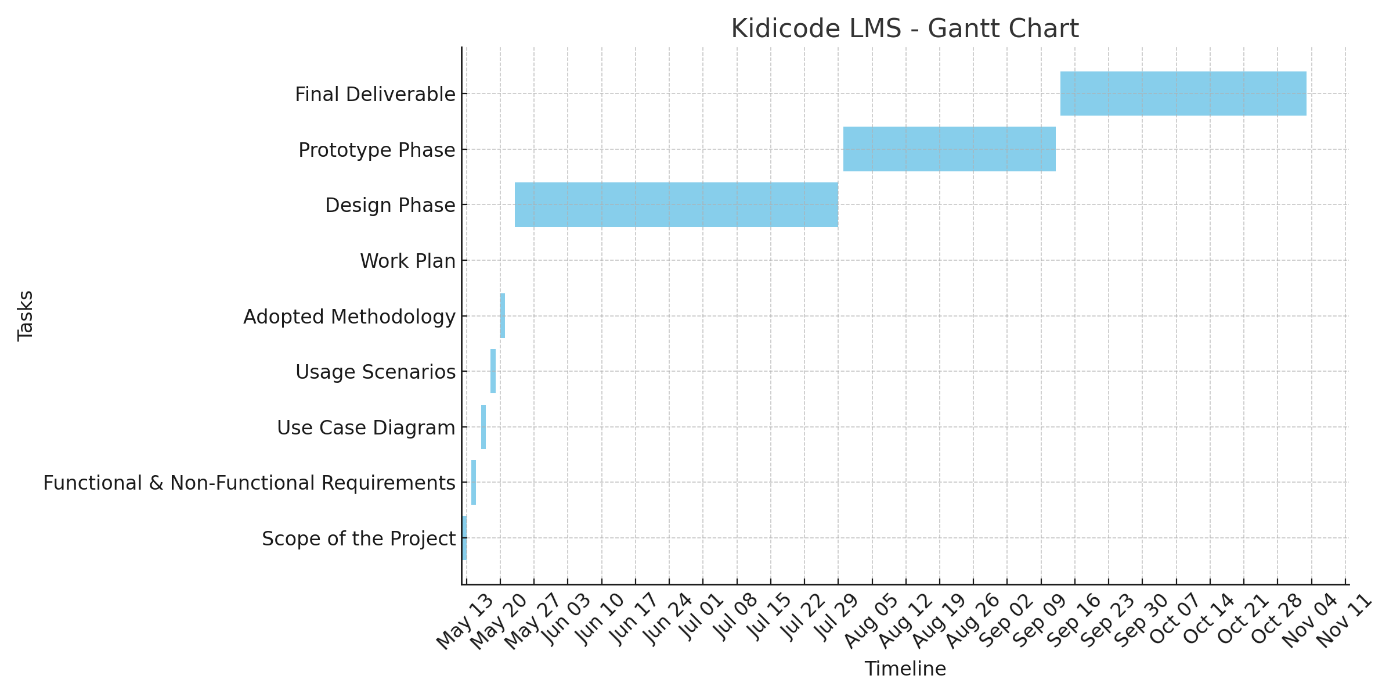 Kidicode LMS - Gantt Chart
Final Deliverable
Prototype Phase
Design Phase
Work Plan
Adopted Methodology
Usage Scenarios
Use Case Diagram
Functional & Non-Functional Requirements
Scope of the Project
Tasks
May 13
May 20
May 27
Jun 03
Jun 10
Jun 17
Jun 24
Jul 01
Jul 08
Jul 15
Jul 22
Jul 29
Aug 05
Aug 12
Aug 19
Aug 26
Sep 02
Sep 09
Sep 16
Sep 23
Sep 30
Oct 07
Oct 14
Oct 21
Oct 28
Nov 04
Nov 11
Timeline